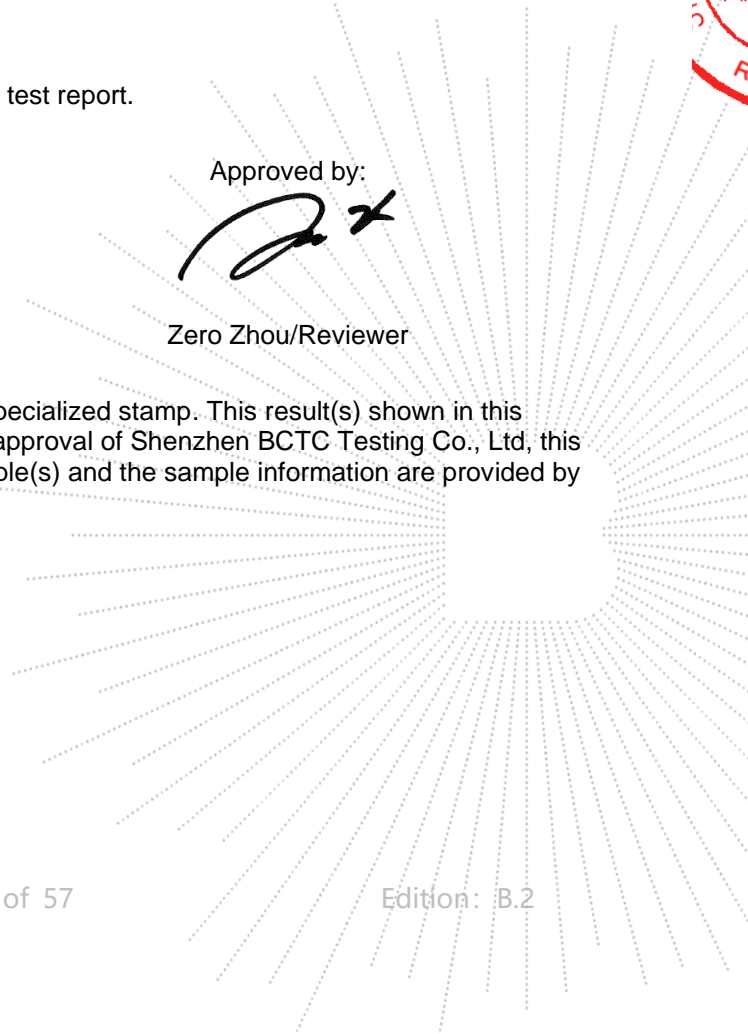 test report.
Approved by:
Zero Zhou/Reviewer
pecialized stamp. This result(s) shown in this
approval of Shenzhen BCTC Testing Co., Ltd, this
ple(s) and the sample information are provided by
of 57 Edition: B.2